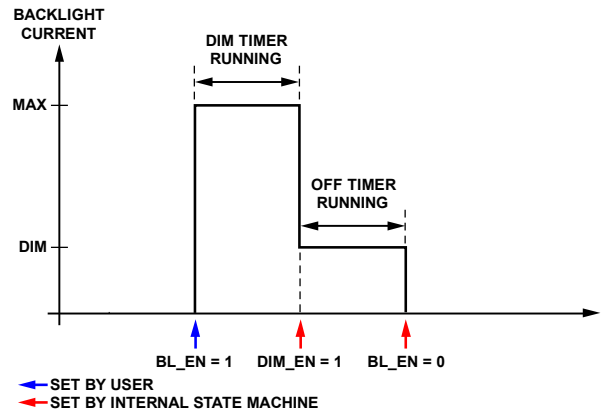 BACKLIGHT
CURRENT
DIM TIMER
RUNNING
MAX
OFF TIMER
RUNNING
DIM
BL_EN = 1
DIM_EN = 1
BL_EN = 0
SET BY USER
SET BY INTERNAL STATE MACHINE